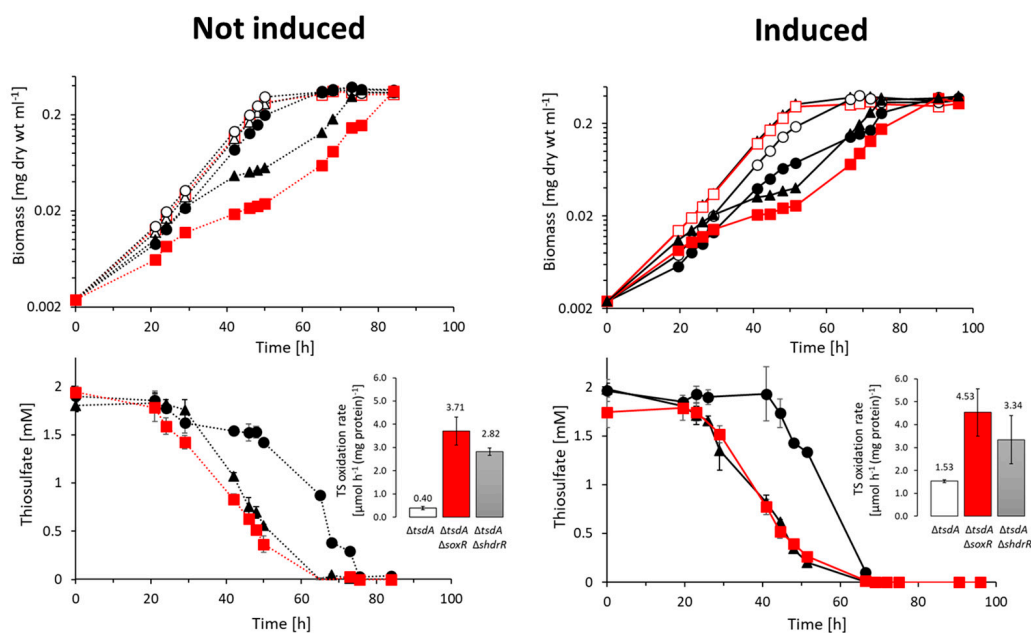 Not induced
Induced
Biomass [mg dry wt ml⁻¹]
0.2
0.02
0.002
0 20 40 60 80 100
Time [h]
Biomass [mg dry wt ml⁻¹]
0.2
0.02
0.002
0 20 40 60 80 100
Time [h]
Thiosulfate [mM]
2
1.5
1
0.5
0
0 20 40 60 80 100
Time [h]
TS oxidation rate
[µmol h⁻¹ (mg protein)⁻¹]
6.0
5.0
4.0
3.0
2.0
1.0
0.0
0.40
3.71
2.82
ΔtsdA ΔtsdA ΔtsdA
ΔsoxR ΔshdrR
Thiosulfate [mM]
2
1.5
1
0.5
0
0 20 40 60 80 100
Time [h]
TS oxidation rate
[µmol h⁻¹ (mg protein)⁻¹]
6.0
5.0
4.0
3.0
2.0
1.0
0.0
1.53
4.53
3.34
ΔtsdA ΔtsdA ΔtsdA
ΔsoxR ΔshdrR